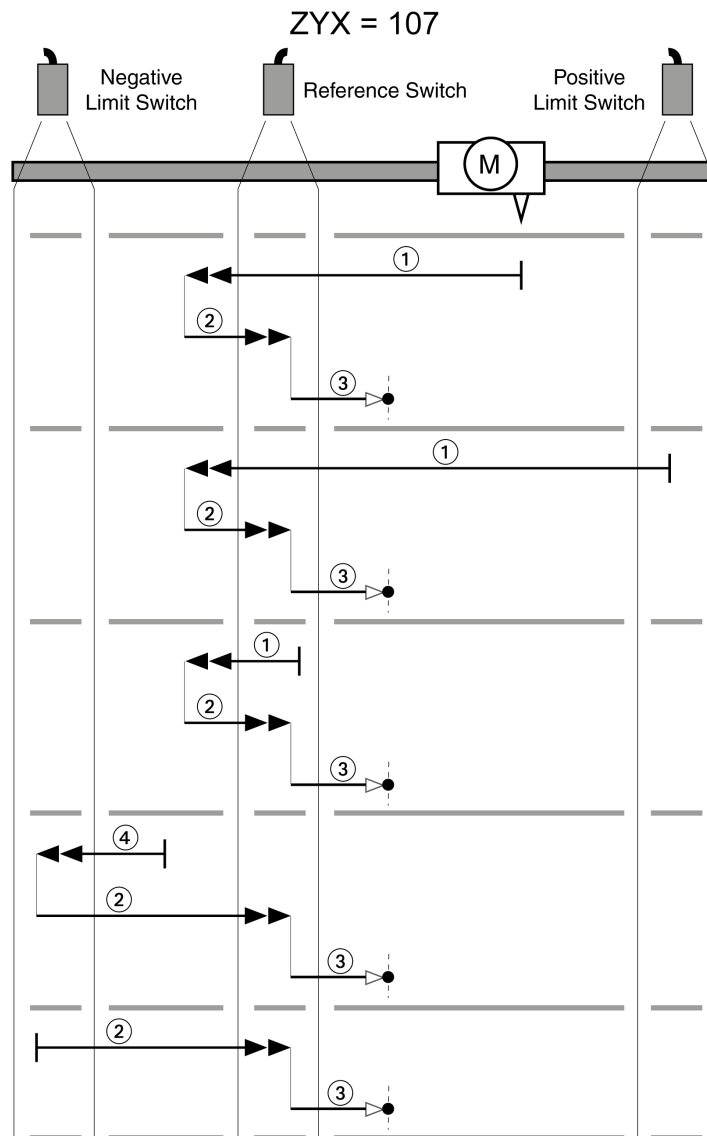 ZYX = 107
Negative
Limit Switch
Reference Switch
Positive
Limit Switch
M
1
2
3
1
2
3
1
2
3
4
2
3
2
3